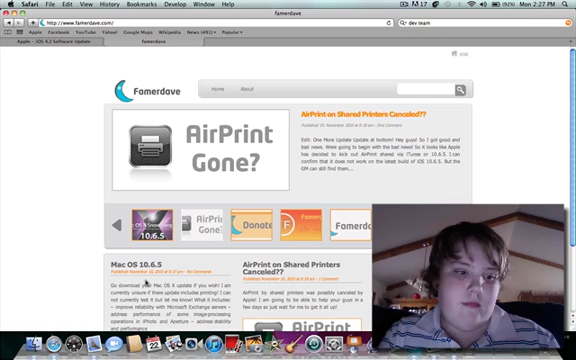 Safari File Edit View History Bookmarks Develop Window Help
17
(92%) Mon 2:27 PM
famerdave
http://www.famerdave.com/
dev team
Apple Facebook YouTube Yahoo! Google Maps Wikipedia News (491) Popular
Apple – iOS 4.2 Software Update
famerdave
Famerdave
Home About
AirPrint
Gone?
AirPrint on Shared Printers Canceled??
Edit: One More Update Update at bottom! Hey guys! So I got good and
bad news. Were going to begin with the bad news! So it looks like Apple
has decided to kick out AirPrint shared via iTunes or 10.6.5. I can
confirm that it does not work on the latest build of iOS 10.6.5. But the
GM can still find them...
10.6.5
AirPrin
Gone?
Donate
Famer
Famerd
Mac OS 10.6.5
Go download your Mac OS X update if you wish! I am
currently unsure if there update includes printing! I can
not currently test it but let me know! What it includes:–
– improve reliability with Microsoft Exchange servers –
address performance of some image-processing
operations in iPhoto and Aperture – address stability
and performance
AirPrint on Shared Printers
Canceled??
AirPrint by shared printers was possibly canceled by
Apple! I am going to be able to help your guys in a
few days so just wait for me to get it all up!
22